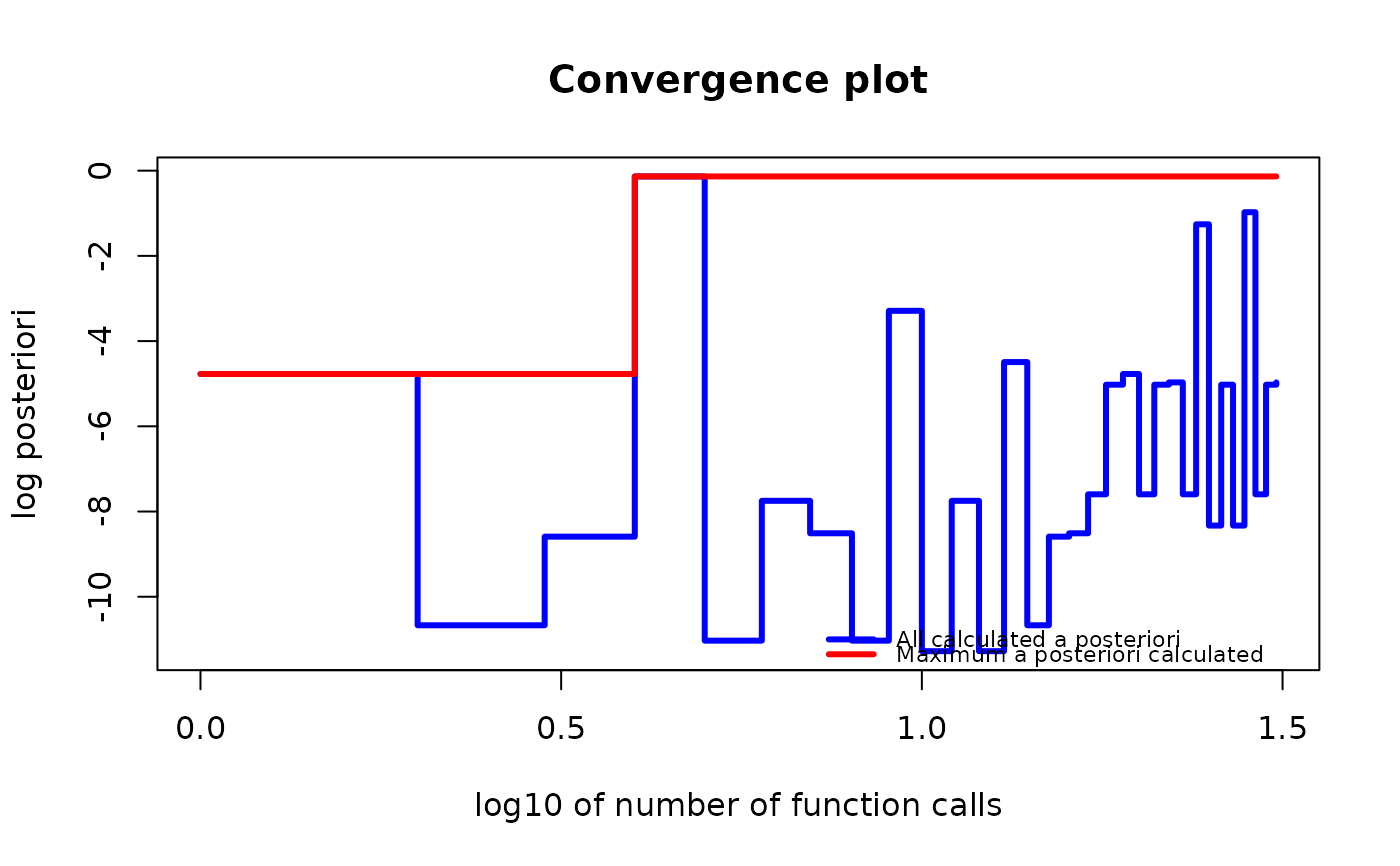 Convergence plot
log posteriori
0
-2
-4
-6
-8
-10
All calculated a posteriori
Maximum a posteriori calculated
0.0 0.5 1.0 1.5
log10 of number of function calls